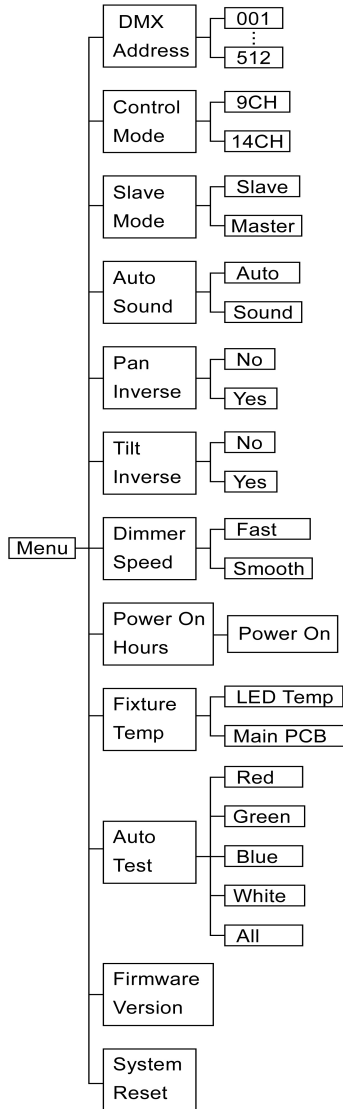 DMX
Address
001
512
Control
Mode
9CH
14CH
Slave
Mode
Slave
Master
Auto
Sound
Auto
Sound
Pan
Inverse
No
Yes
Tilt
Inverse
No
Yes
Menu
Dimmer
Speed
Fast
Smooth
Power On
Hours
Power On
Fixture
Temp
LED Temp
Main PCB
Auto
Test
Red
Green
Blue
White
All
Firmware
Version
System
Reset